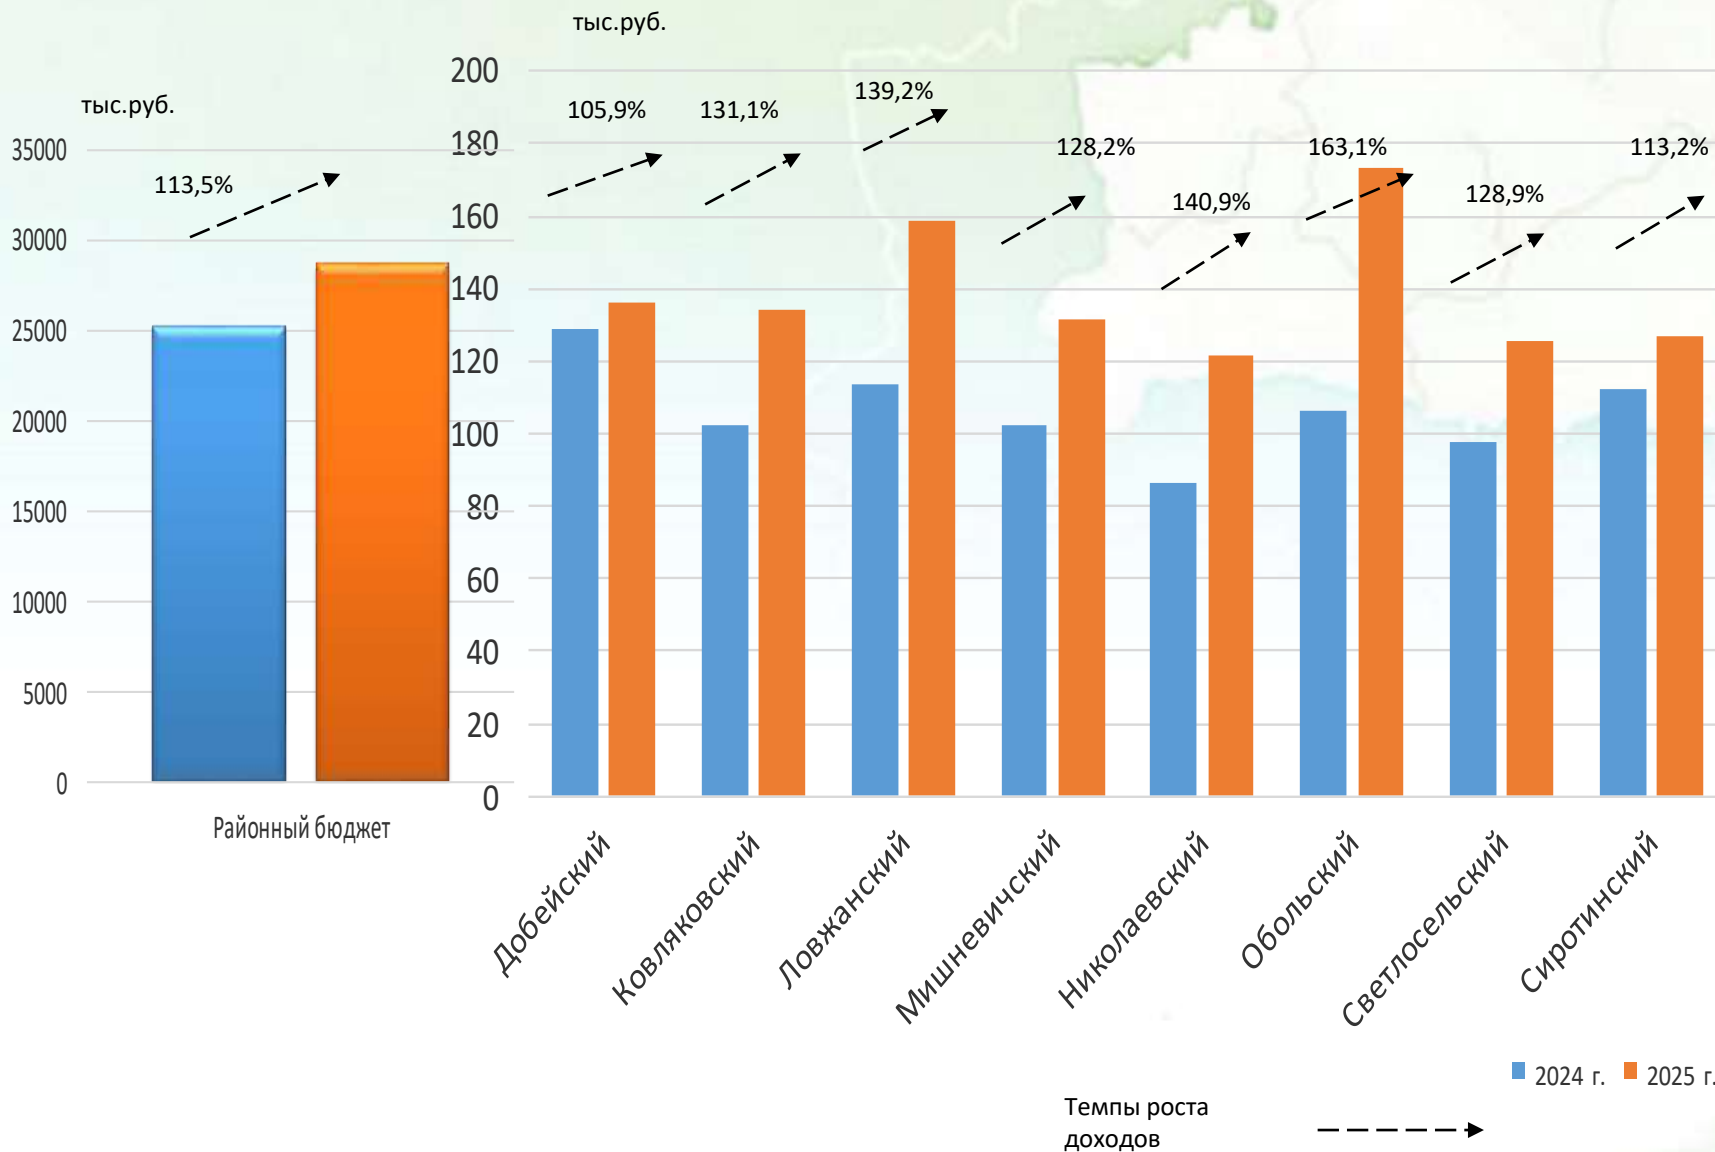 тыс.руб.
35000
30000
25000
20000
15000
10000
5000
0
113,5%
Районный бюджет
тыс.руб.
200
180
160
140
120
100
80
60
40
20
0
105,9%
131,1%
139,2%
128,2%
140,9%
163,1%
128,9%
113,2%
Добейский
Ковляковский
Ловжанский
Мишневичский
Николаевский
Обольский
Светлосельский
Сиротинский
2024 г.
2025 г.
Темпы роста
доходов